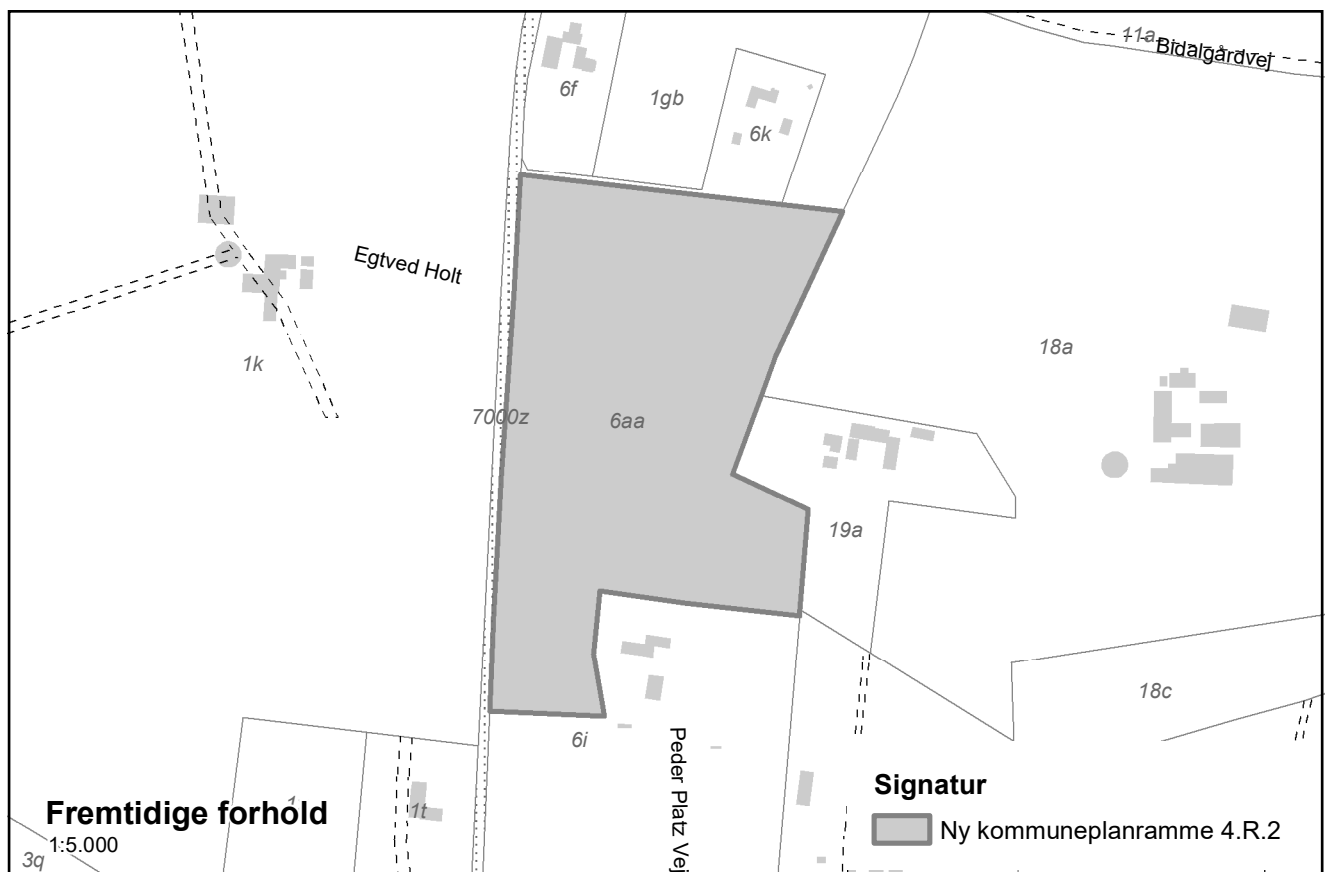 11a
Bidalgårdvej
6f
1gb
6k
Egtved Holt
18a
1k
7000z
6aa
19a
18c
6i
Peder Platz Vej
Signatur
Ny kommuneplanramme 4.R.2
Fremtidige forhold
1:5.000
1t
3q